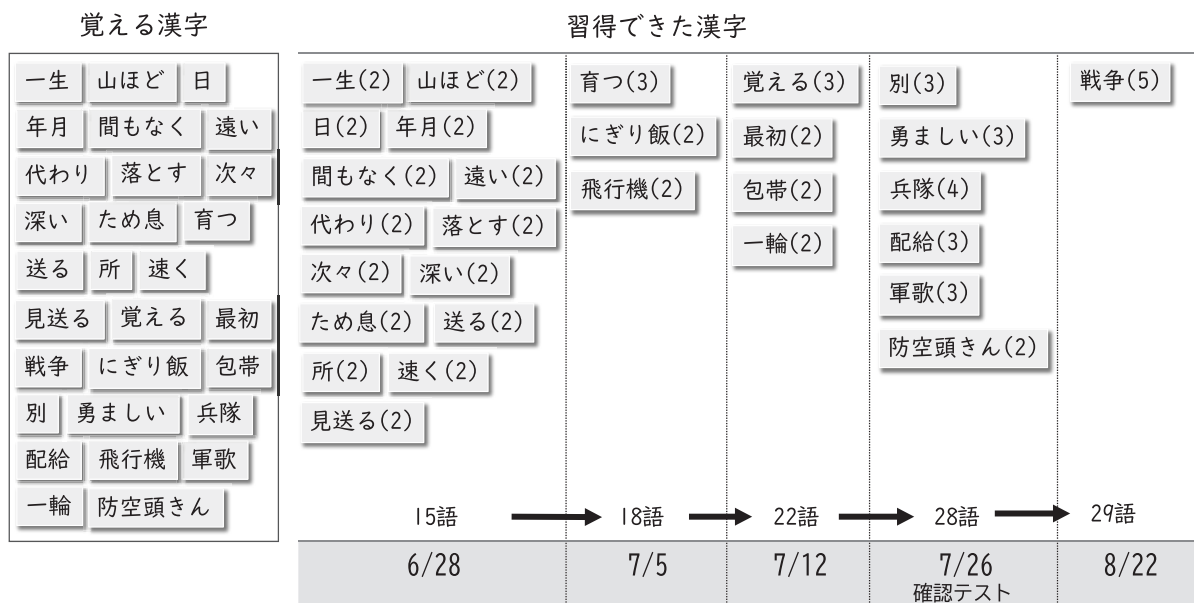 覚える漢字
一生 山ほど 日
年月 間もなく 遠い
代わり 落とす 次々
深い ため息 育つ
送る 所 速く
見送る 覚える 最初
戦争 にぎり飯 包帯
別 勇ましい 兵隊
配給 飛行機 軍歌
一輪 防空頭きん
習得できた漢字
一生(2) 山ほど(2)
日(2) 年月(2)
間もなく(2) 遠い(2)
代わり(2) 落とす(2)
次々(2) 深い(2)
ため息(2) 送る(2)
所(2) 速く(2)
見送る(2)
15語
6/28
育つ(3)
にぎり飯(2)
飛行機(2)
18語
7/5
覚える(3)
最初(2)
包帯(2)
一輪(2)
22語
7/12
別(3)
勇ましい(3)
兵隊(4)
配給(3)
軍歌(3)
防空頭きん(2)
28語
7/26
確認テスト
戦争(5)
29語
8/22